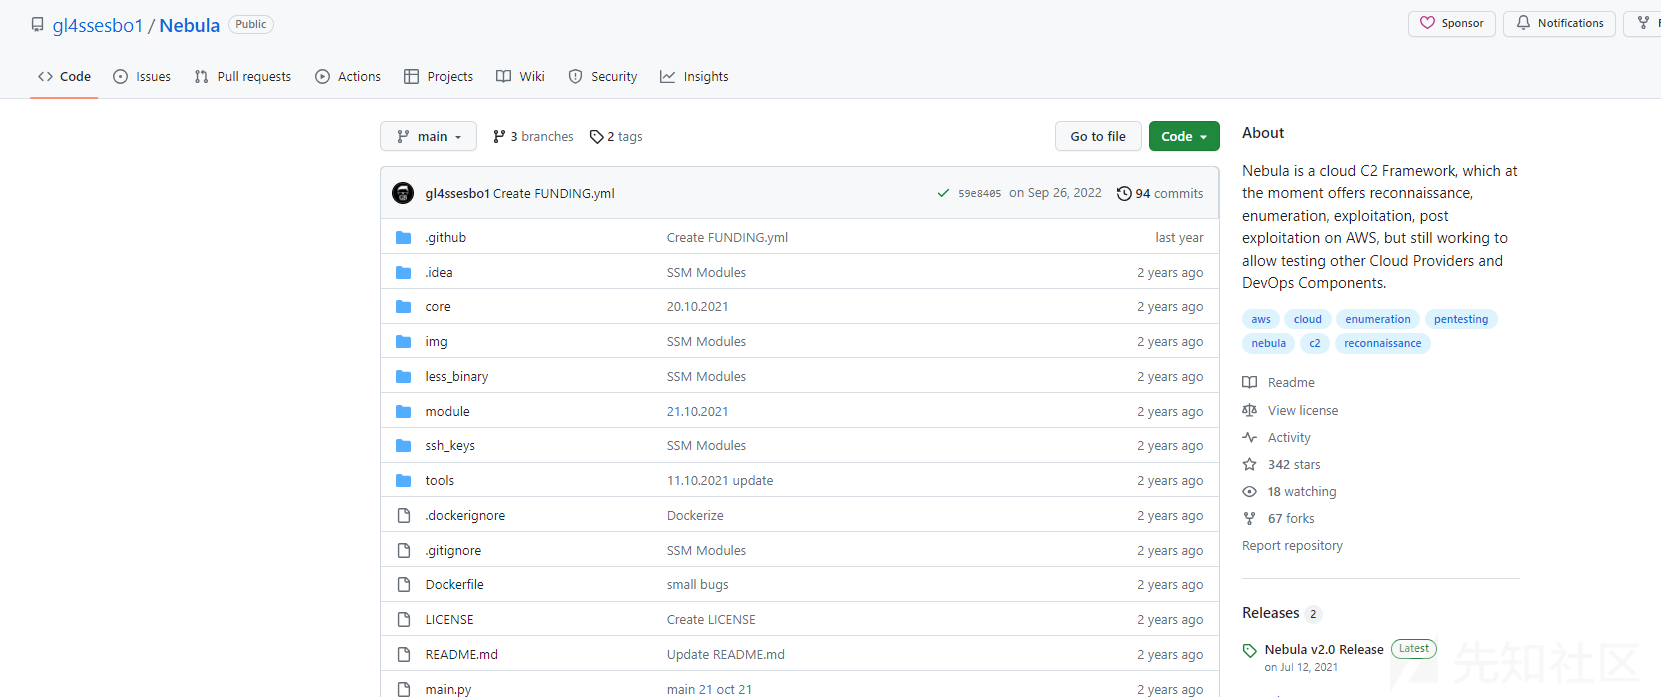 gl4ssesbo1 / Nebula Public
Sponsor Notifications
Code Issues Pull requests Actions Projects Wiki Security Insights
main 3 branches 2 tags Go to file Code
gl4ssesbo1 Create FUNDING.yml 59e8405 on Sep 26, 2022 94 commits
.github Create FUNDING.yml last year
.idea SSM Modules 2 years ago
core 20.10.2021 2 years ago
img SSM Modules 2 years ago
less_binary SSM Modules 2 years ago
module 21.10.2021 2 years ago
ssh_keys SSM Modules 2 years ago
tools 11.10.2021 update 2 years ago
.dockerignore Dockerize 2 years ago
.gitignore SSM Modules 2 years ago
Dockerfile small bugs 2 years ago
LICENSE Create LICENSE 2 years ago
README.md Update README.md 2 years ago
main.py main 21 oct 21 2 years ago
About
Nebula is a cloud C2 Framework, which at
the moment offers reconnaissance,
enumeration, exploitation, post
exploitation on AWS, but still working to
allow testing other Cloud Providers and
DevOps Components.
aws cloud enumeration pentesting
nebula c2 reconnaissance
Readme
View license
Activity
342 stars
18 watching
67 forks
Report repository
Releases 2
Nebula v2.0 Release Latest
on Jul 12, 2021
先知社区